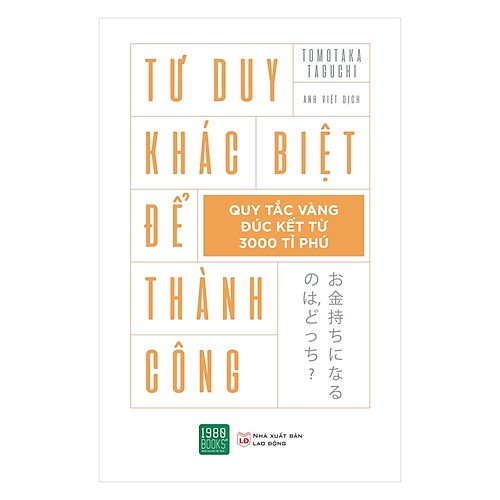 TƯ DUY
TOMOTAKA
TAGUCHI
ANH VIỆT DỊCH
KHÁC BIỆT
ĐỂ
QUY TẮC VÀNG
ĐÚC KẾT TỪ
3000 TỈ PHÚ
THÀNH
CÔNG
お金持ちになる
のは、どっち?
1980
BOOKS
NHÀ XUẤT BẢN
LAO ĐỘNG